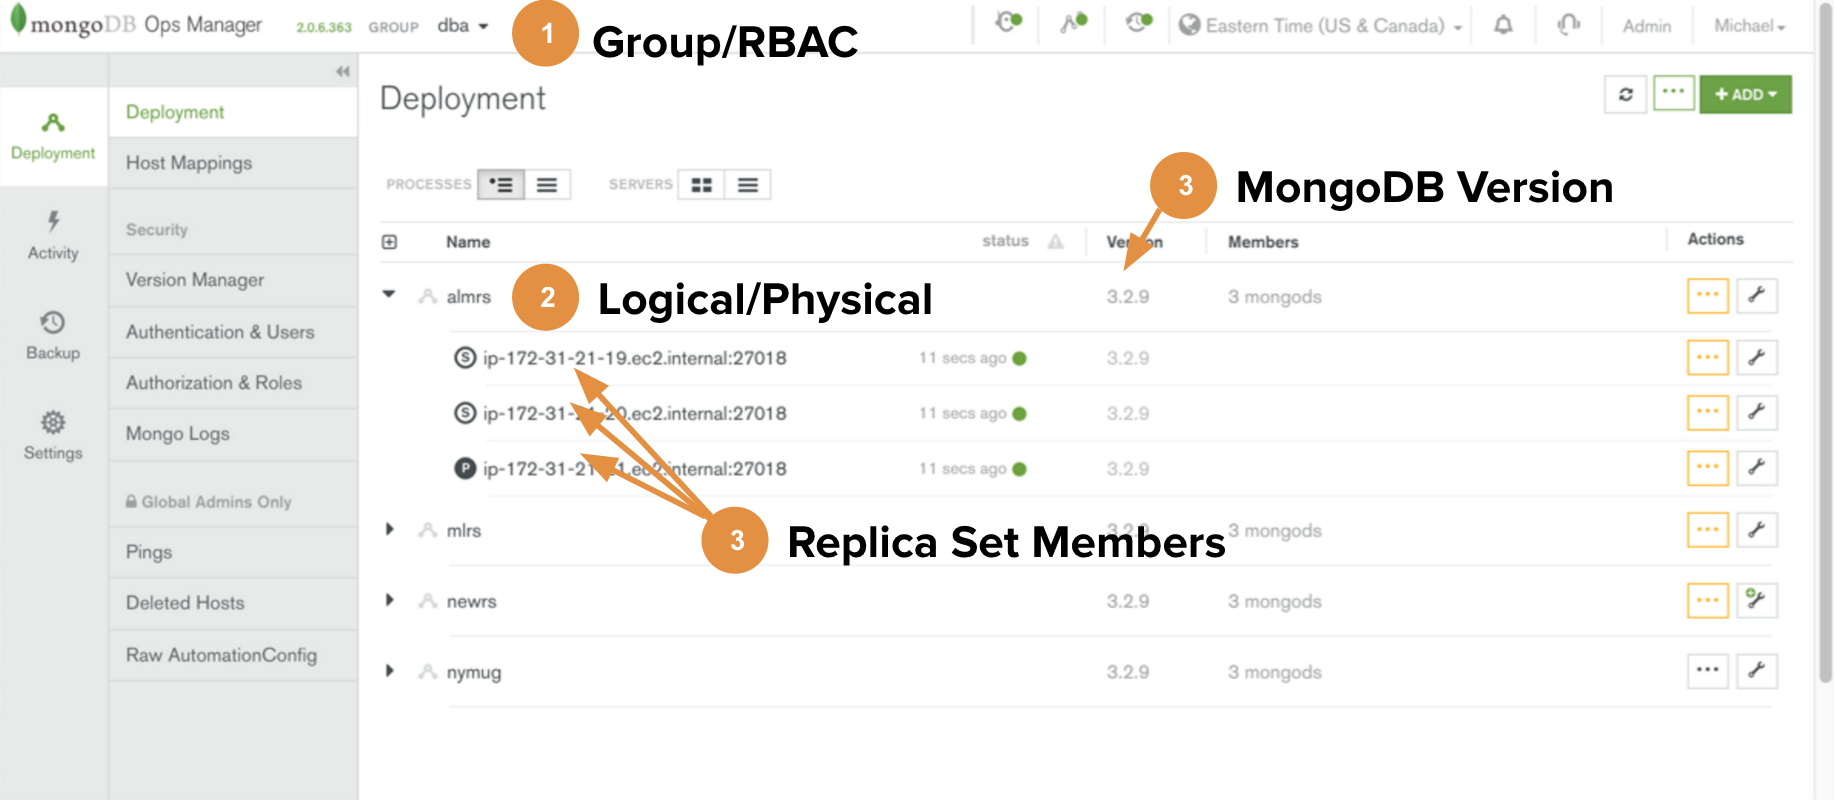 mongoDB Ops Manager 2.0.6.363 GROUP dba 1 Group/RBAC Eastern Time (US & Canada) Admin Michael
Deployment
Activity
Backup
Settings
Deployment
Host Mappings
Security
Version Manager
Authentication & Users
Authorization & Roles
Mongo Logs
Global Admins Only
Pings
Deleted Hosts
Raw AutomationConfig
Deployment
+ ADD
PROCESSES SERVERS
3 MongoDB Version
Name status Version Members Actions
almrs 2 Logical/Physical 3.2.9 3 mongods
S ip-172-31-21-19.ec2.internal:27018 11 secs ago 3.2.9
S ip-172-31-21-20.ec2.internal:27018 11 secs ago 3.2.9
P ip-172-31-21-21.ec2.internal:27018 11 secs ago 3.2.9
mlrs 3.2.9 3 mongods
3 Replica Set Members
newrs 3.2.9 3 mongods
nymug 3.2.9 3 mongods